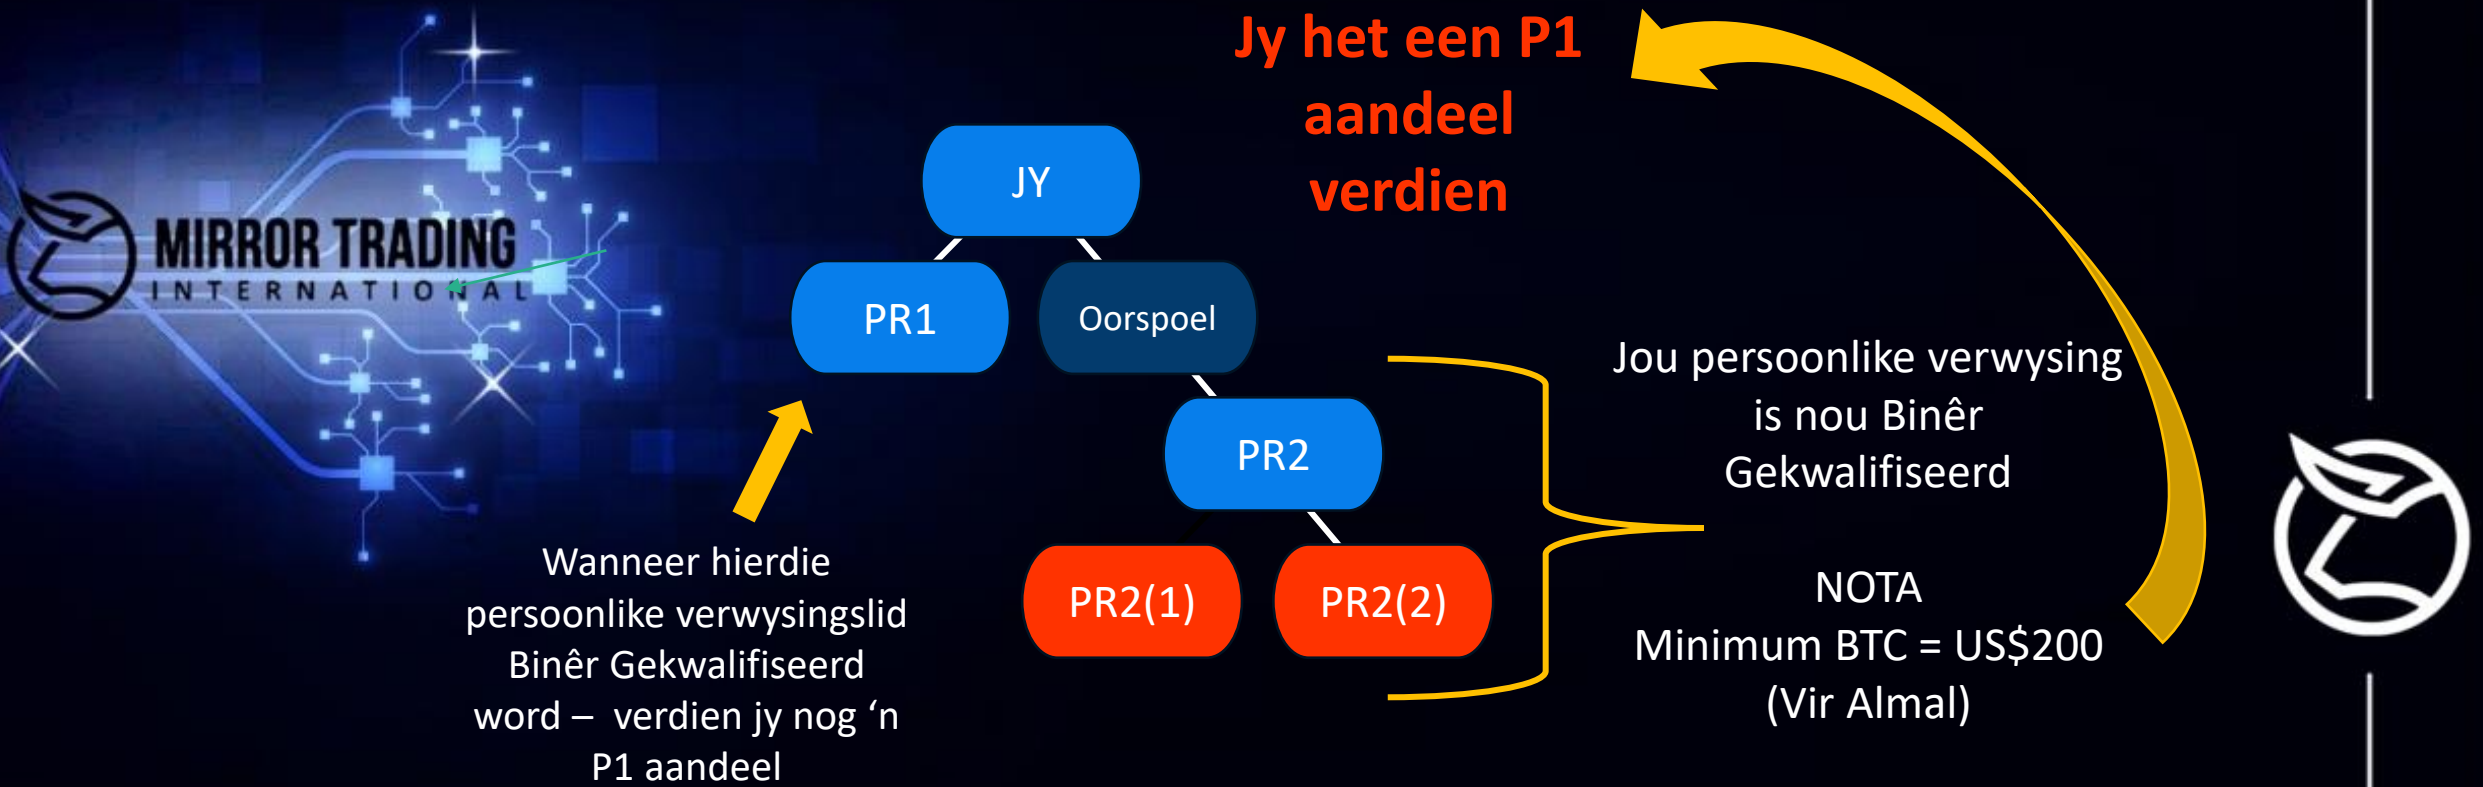 Jy het een P1
aandeel
verdien
MIRROR TRADING
INTERNATIONAL
JY
PR1
Oorspoel
PR2
PR2(1)
PR2(2)
Jou persoonlike verwysing
is nou Binêr
Gekwalifiseerd
NOTA
Minimum BTC = US$200
(Vir Almal)
Wanneer hierdie
persoonlike verwysingslid
Binêr Gekwalifiseerd
word – verdien jy nog ‘n
P1 aandeel